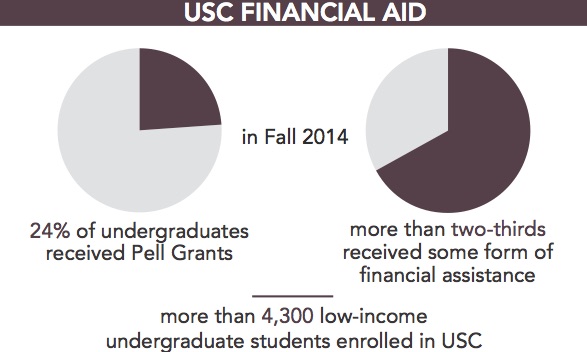 USC FINANCIAL AID
in Fall 2014
24% of undergraduates
received Pell Grants
more than two-thirds
received some form of
financial assistance
more than 4,300 low-income
undergraduate students enrolled in USC